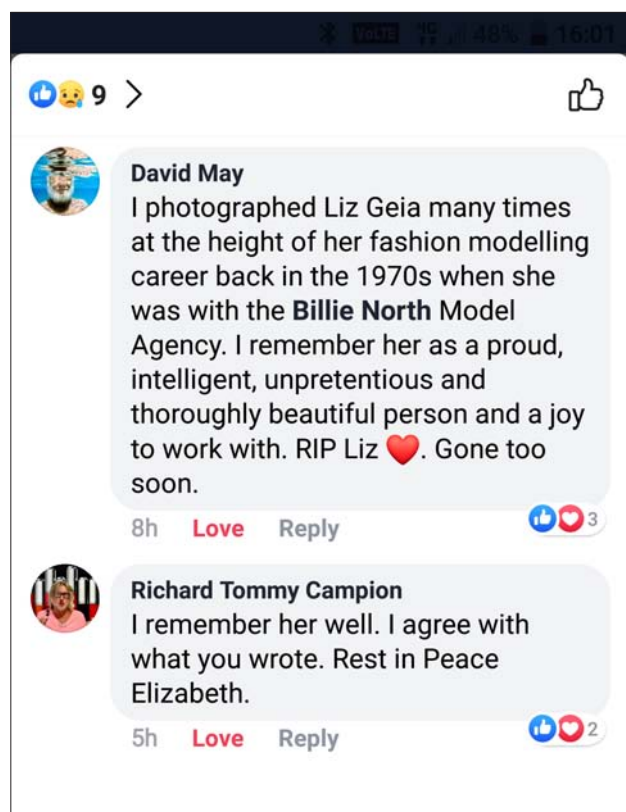 VoLTE 4G 48% 16:01
9
David May
I photographed Liz Geia many times
at the height of her fashion modelling
career back in the 1970s when she
was with the Billie North Model
Agency. I remember her as a proud,
intelligent, unpretentious and
thoroughly beautiful person and a joy
to work with. RIP Liz ❤️. Gone too
soon.
3
8h Love Reply
Richard Tommy Campion
I remember her well. I agree with
what you wrote. Rest in Peace
Elizabeth.
2
5h Love Reply